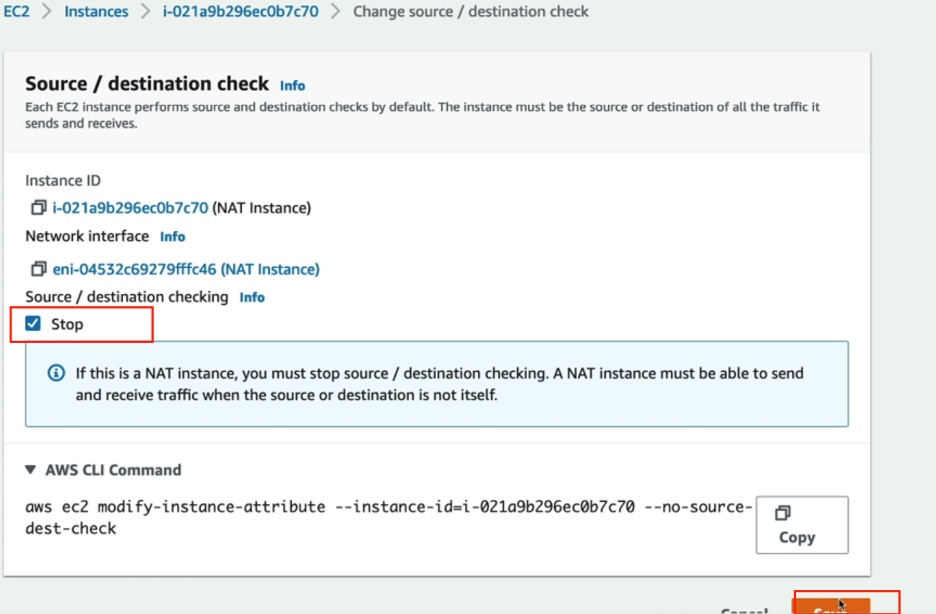 EC2 > Instances > i-021a9b296ec0b7c70 > Change source / destination check
Source / destination check Info
Each EC2 instance performs source and destination checks by default. The instance must be the source or destination of all the traffic it
sends and receives.
Instance ID
i-021a9b296ec0b7c70 (NAT Instance)
Network interface Info
eni-04532c69279fffc46 (NAT Instance)
Source / destination checking Info
Stop
If this is a NAT instance, you must stop source / destination checking. A NAT instance must be able to send
and receive traffic when the source or destination is not itself.
AWS CLI Command
aws ec2 modify-instance-attribute --instance-id=i-021a9b296ec0b7c70 --no-source-
dest-check
Copy
Cancel Save